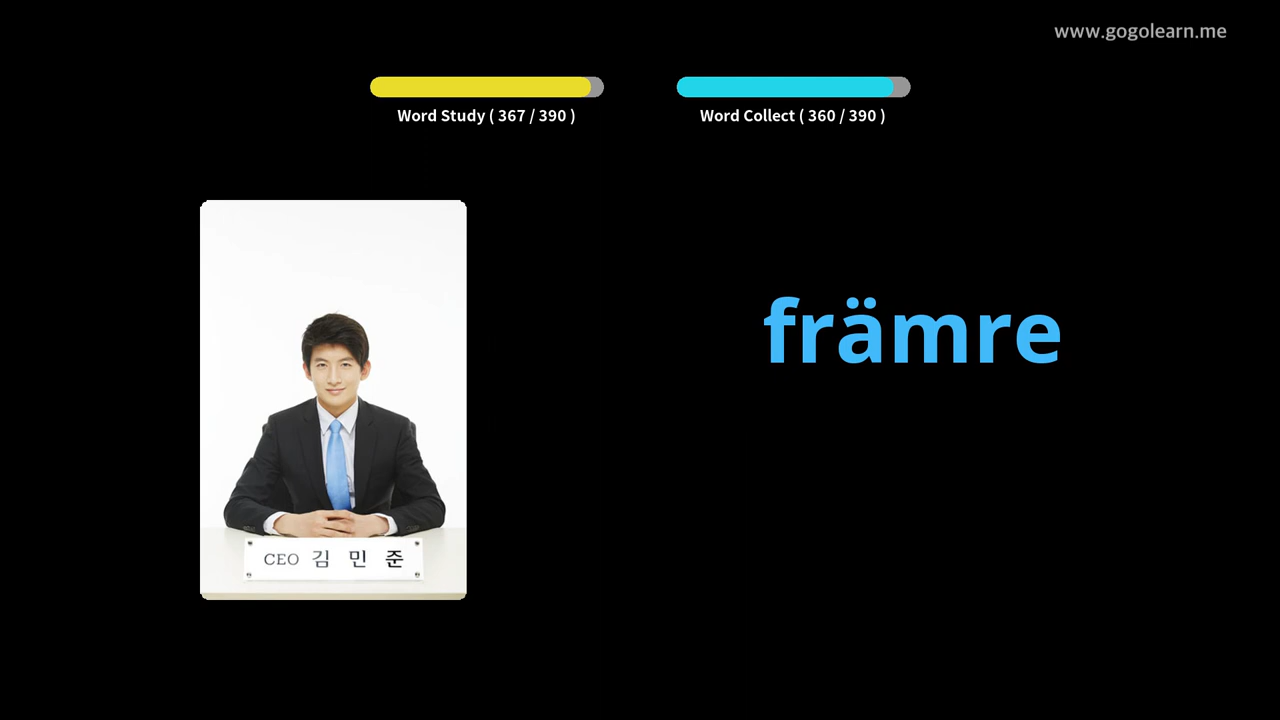 www.gogolearn.me
Word Study ( 367 / 390 )
Word Collect ( 360 / 390 )
främre
CEO 김 민 준